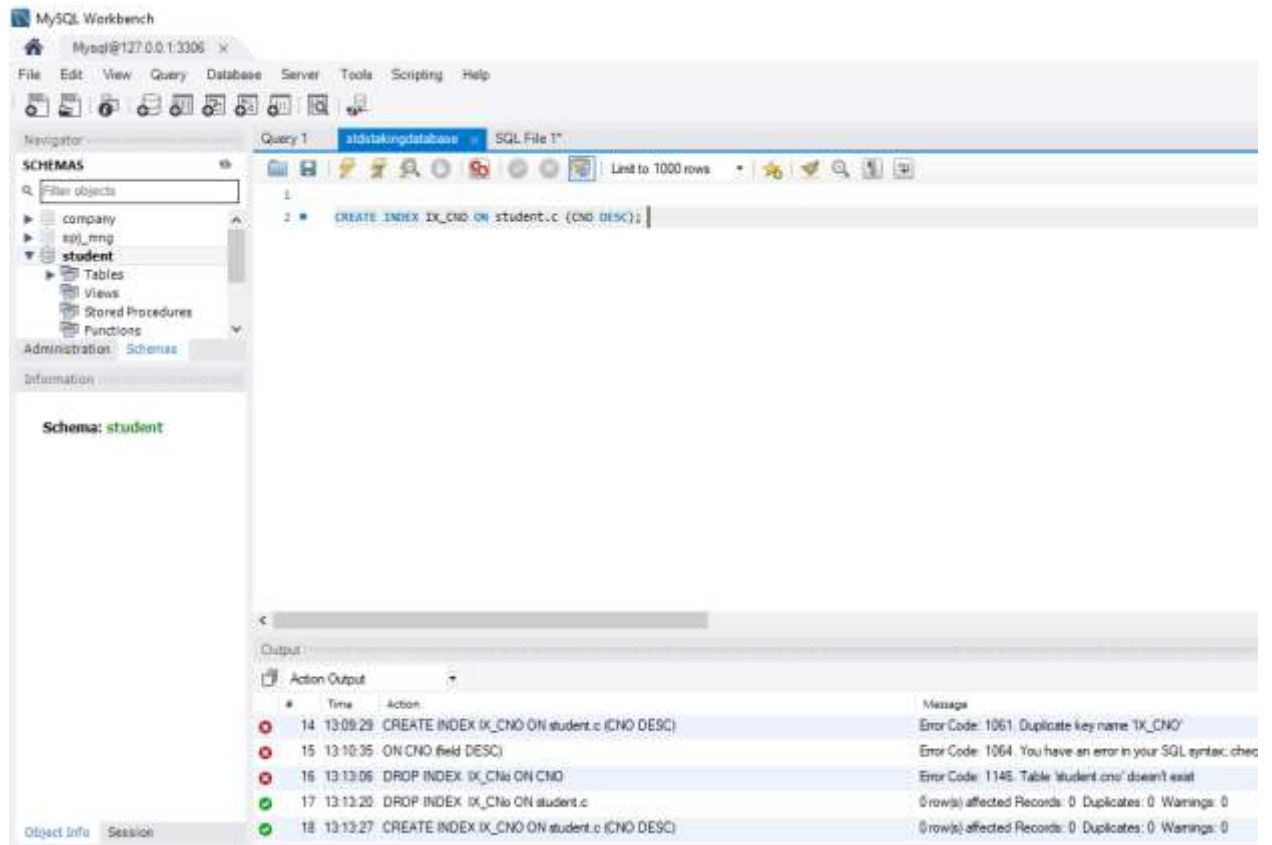 MySQL Workbench
Mysql@127.0.0.1:3306 x
File Edit View Query Database Server Tools Scripting Help
Navigator
Query 1 stdstakingdatabase SQL File 1*
SCHEMAS
Limit to 1000 rows
Filter objects
1
company
2 CREATE INDEX IX_CNO ON student.c (CNO DESC);
spj_mng
student
Tables
Views
Stored Procedures
Functions
Administration Schemas
Information
Schema: student
Output
Action Output
# Time Action Message
14 13:09:29 CREATE INDEX IX_CNO ON student.c (CNO DESC) Error Code: 1061. Duplicate key name 'IX_CNO'
15 13:10:35 ON CNO (field DESC) Error Code: 1064. You have an error in your SQL syntax; chec
16 13:13:06 DROP INDEX IX_CNo ON CNO Error Code: 1146. Table 'student.cno' doesn't exist
17 13:13:20 DROP INDEX IX_CNo ON student.c 0 row(s) affected Records: 0 Duplicates: 0 Warnings: 0
18 13:13:27 CREATE INDEX IX_CNO ON student.c (CNO DESC) 0 row(s) affected Records: 0 Duplicates: 0 Warnings: 0
Object Info Session